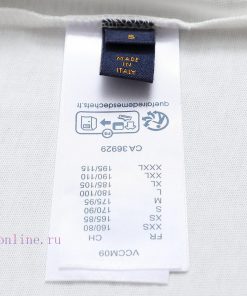 S
MADE
IN
ITALY
VCCM09
FR CH
XXS 160/80
XS 165/85
S 170/90
M 175/95
L 180/100
XL 185/105
XXL 190/110
XXXL 195/115
CA 36929
quefairedemesdechets.fr
online.ru